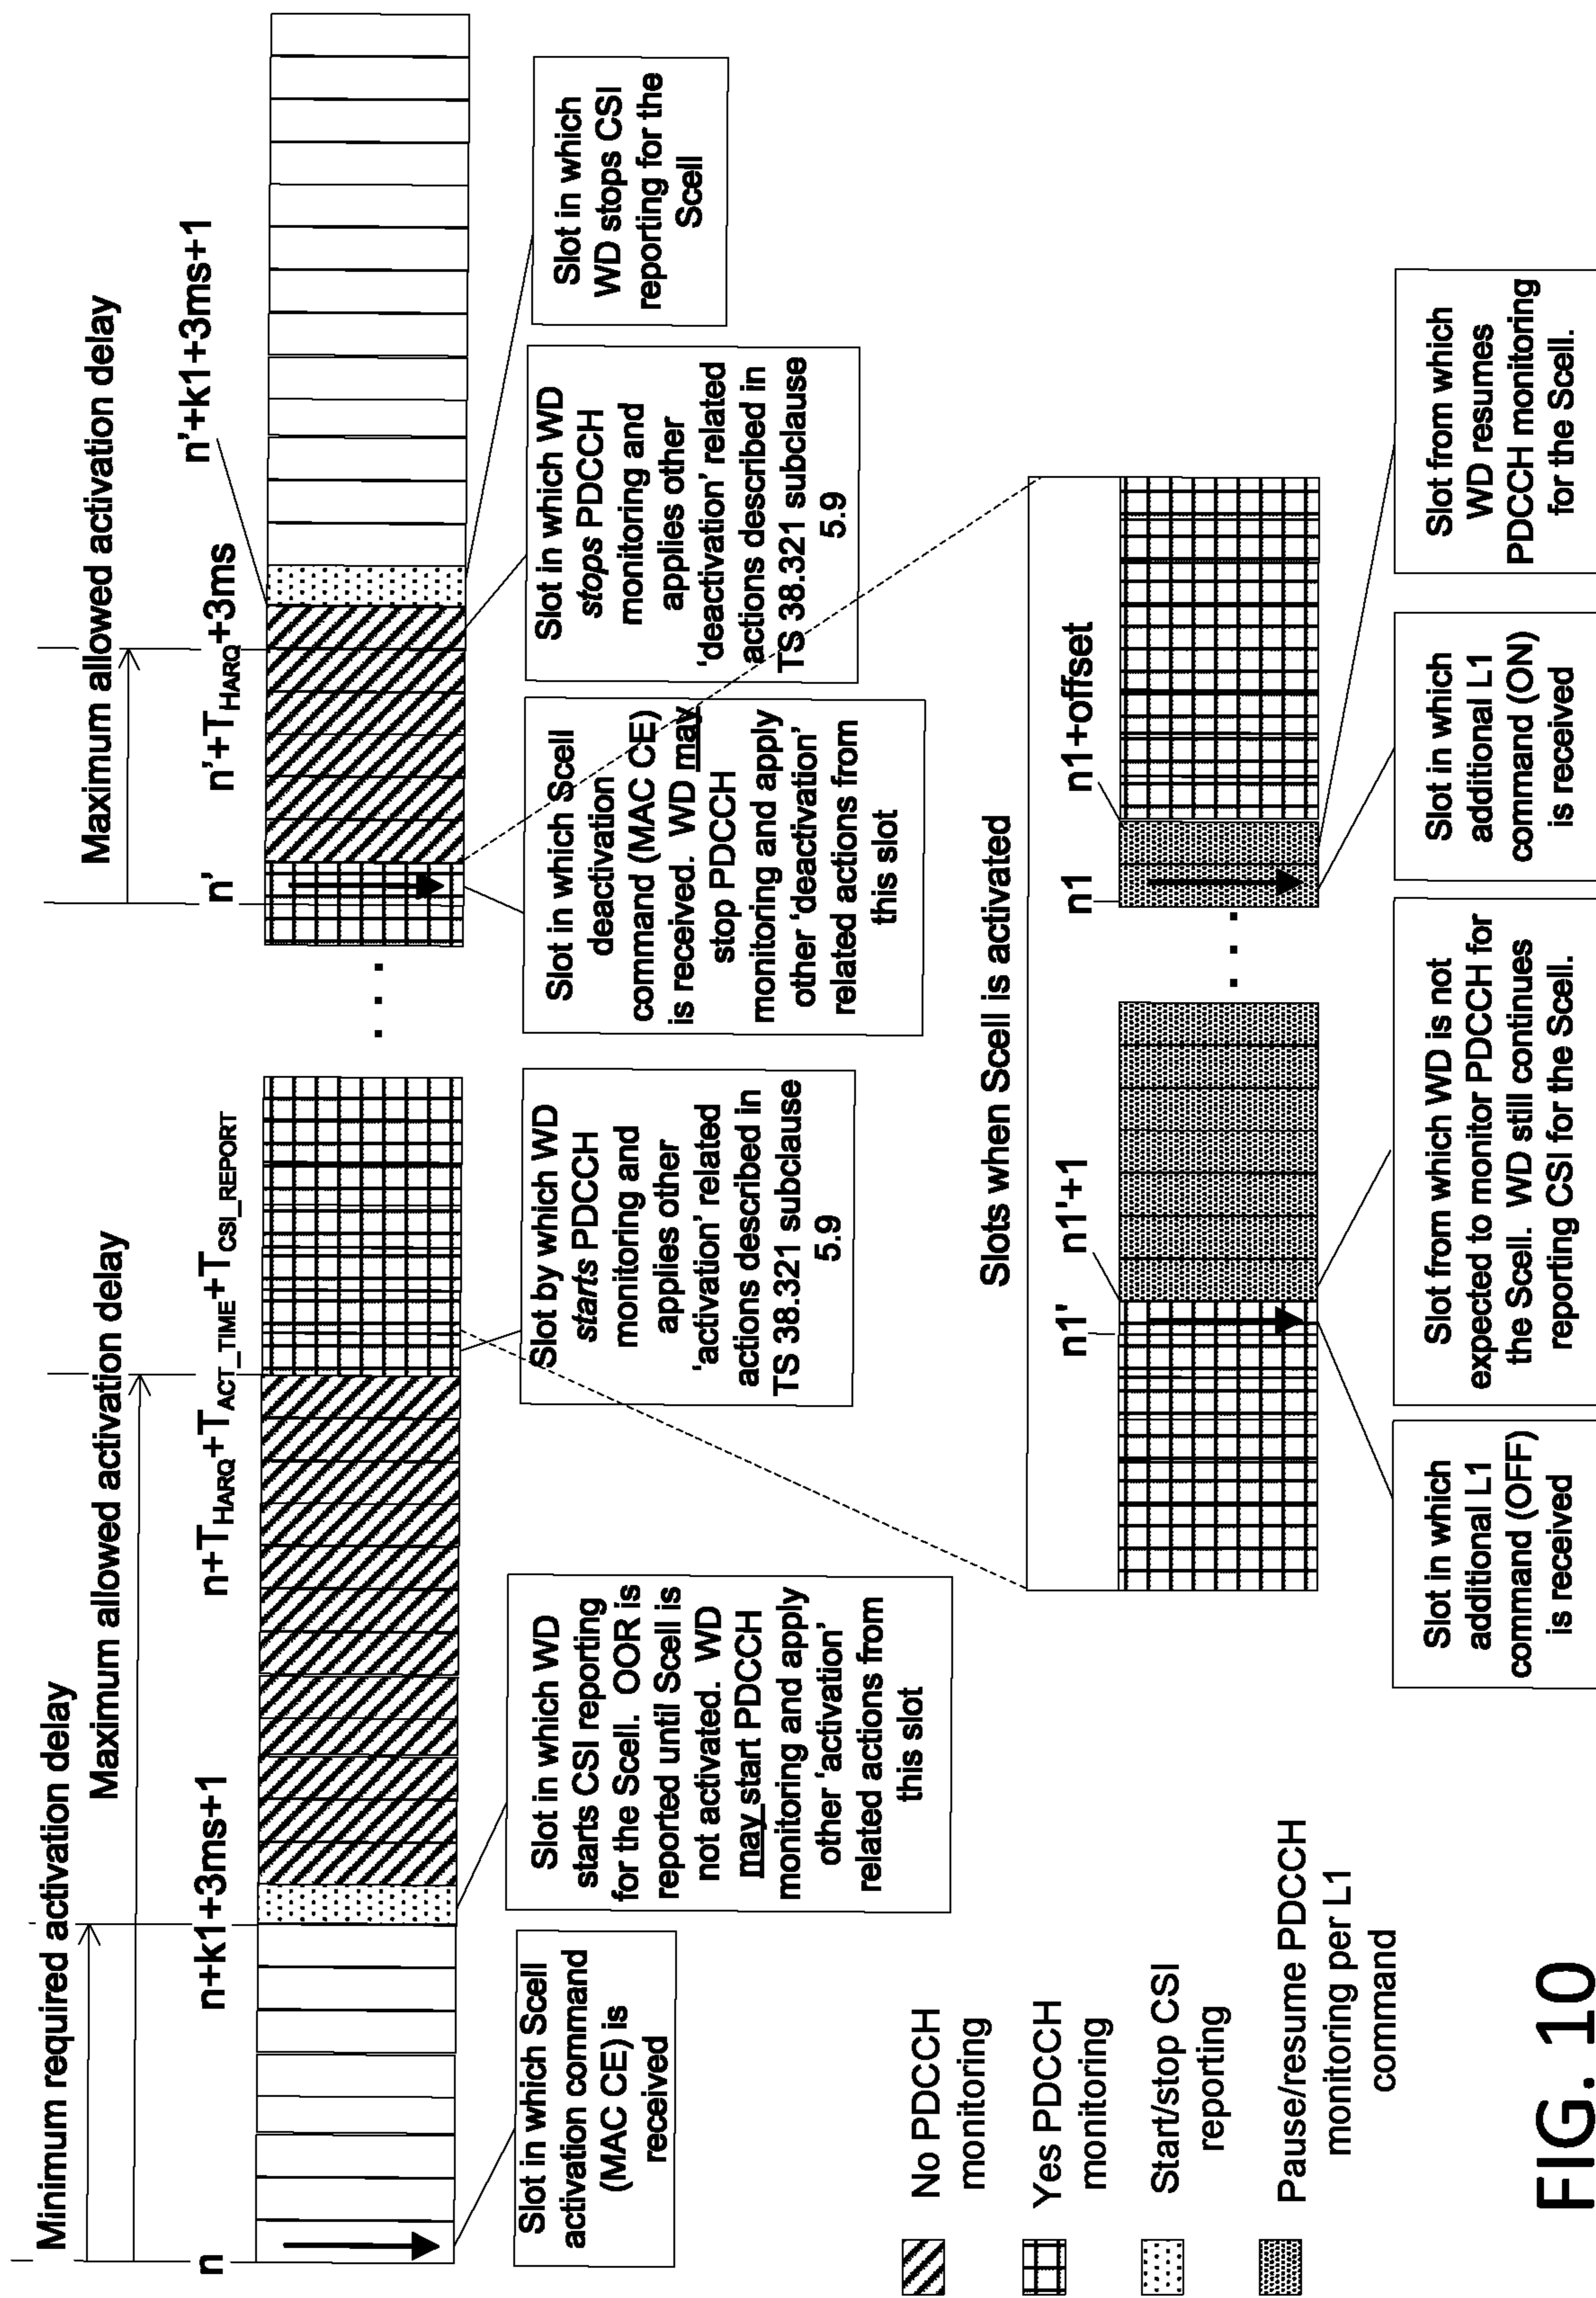 Minimum required activation delay
Maximum allowed activation delay
Maximum allowed activation delay
n
n+k1+3ms+1
n+THARQ+TACT_TIME+TCSI_REPORT
n'
n'+THARQ+3ms
n'+k1+3ms+1
. . .
Slot in which Scell
activation command
(MAC CE) is
received
Slot in which WD
starts CSI reporting
for the Scell. OOR is
reported until Scell is
not activated. WD
may start PDCCH
monitoring and apply
other 'activation'
related actions from
this slot
Slot by which WD
starts PDCCH
monitoring and
applies other
'activation' related
actions described in
TS 38.321 subclause
5.9
Slot in which Scell
deactivation
command (MAC CE)
is received. WD may
stop PDCCH
monitoring and apply
other 'deactivation'
related actions from
this slot
Slot in which WD
stops PDCCH
monitoring and
applies other
'deactivation' related
actions described in
TS 38.321 subclause
5.9
Slot in which
WD stops CSI
reporting for the
Scell
Slots when Scell is activated
n1'
n1'+1
n1
n1+offset
. . .
Slot in which
additional L1
command (OFF)
is received
Slot from which WD is not
expected to monitor PDCCH for
the Scell. WD still continues
reporting CSI for the Scell.
Slot in which
additional L1
command (ON)
is received
Slot from which
WD resumes
PDCCH monitoring
for the Scell.
No PDCCH
monitoring
Yes PDCCH
monitoring
Start/stop CSI
reporting
Pause/resume PDCCH
monitoring per L1
command
FIG. 10